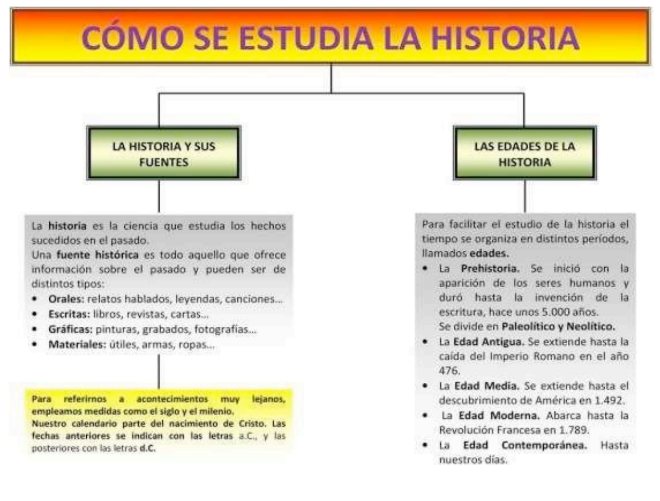 CÓMO SE ESTUDIA LA HISTORIA
LA HISTORIA Y SUS
FUENTES
La historia es la ciencia que estudia los hechos
sucedidos en el pasado.
Una fuente histórica es todo aquello que ofrece
información sobre el pasado y pueden ser de
distintos tipos:
• Orales: relatos hablados, leyendas, canciones...
• Escritas: libros, revistas, cartas...
• Gráficas: pinturas, grabados, fotografías...
• Materiales: útiles, armas, ropas...
Para referirnos a acontecimientos muy lejanos,
empleamos medidas como el siglo y el milenio.
Nuestro calendario parte del nacimiento de Cristo. Las
fechas anteriores se indican con las letras a.C., y las
posteriores con las letras d.C.
LAS EDADES DE LA
HISTORIA
Para facilitar el estudio de la historia el
tiempo se organiza en distintos períodos,
llamados edades.
• La Prehistoria. Se inició con la
aparición de los seres humanos y
duró hasta la invención de la
escritura, hace unos 5.000 años.
Se divide en Paleolítico y Neolítico.
• La Edad Antigua. Se extiende hasta la
caída del Imperio Romano en el año
476.
• La Edad Media. Se extiende hasta el
descubrimiento de América en 1.492.
• La Edad Moderna. Abarca hasta la
Revolución Francesa en 1.789.
• La Edad Contemporánea. Hasta
nuestros días.